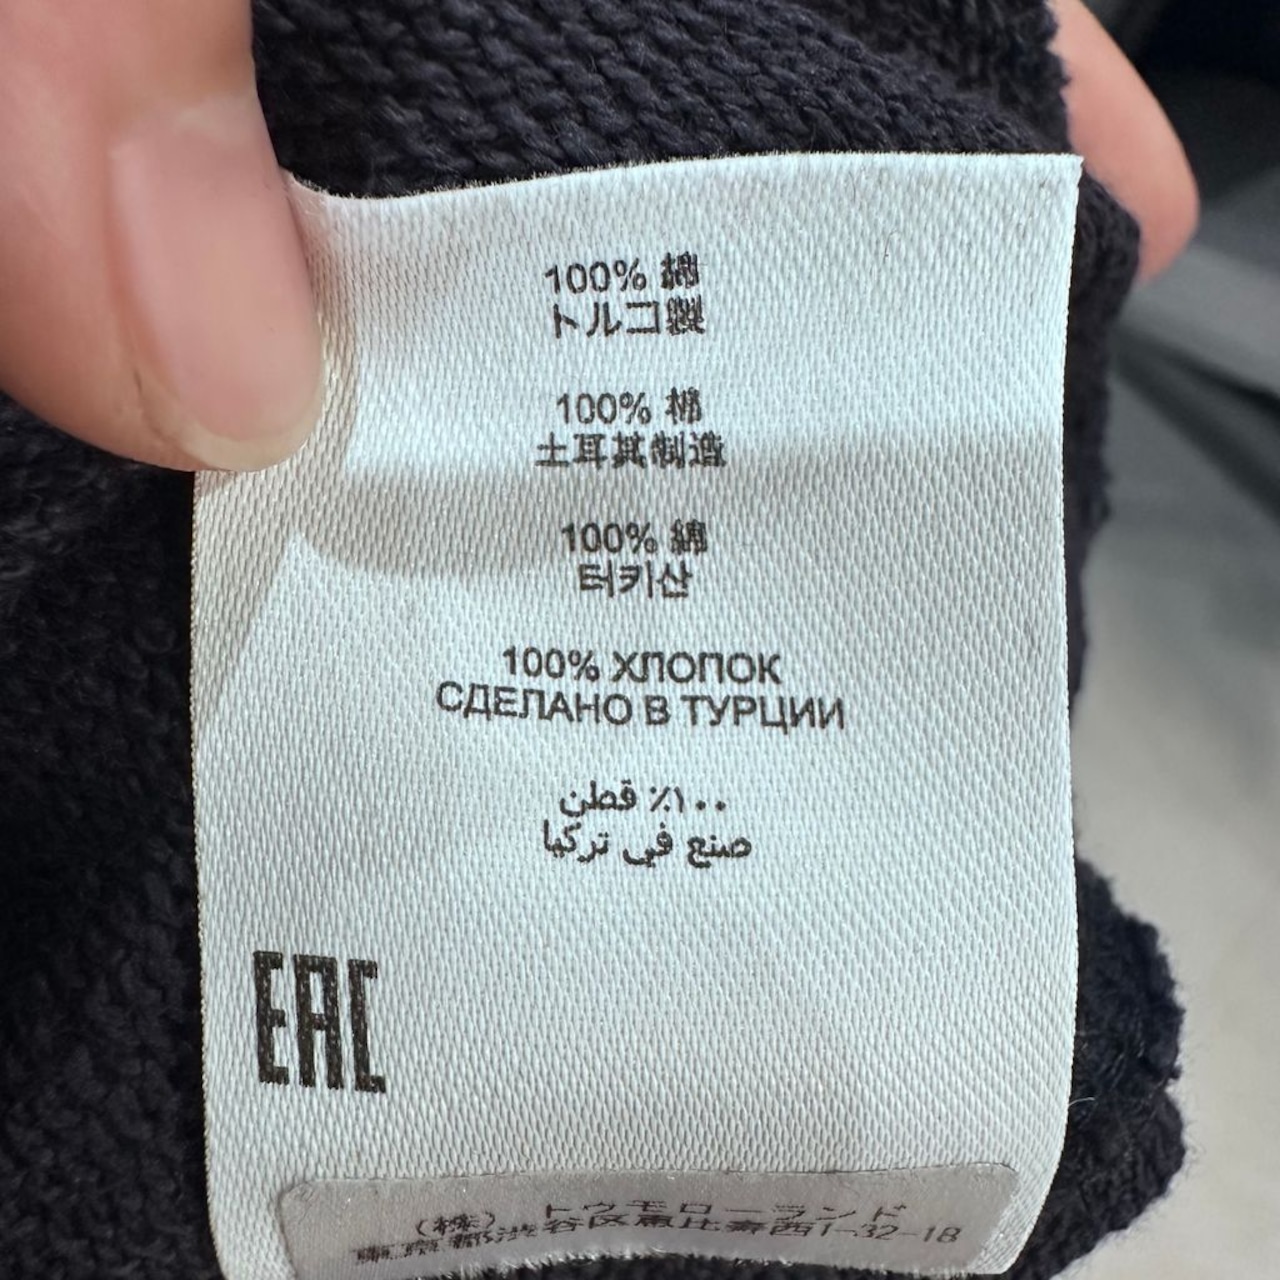 100% 綿
トルコ製
100% 棉
土耳其制造
100% 綿
터키산
100% ХЛОПОК
СДЕЛАНО В ТУРЦИИ
١٠٠٪ قطن
صنع في تركيا
EAC
(株) トゥモローランド
東京都渋谷区恵比寿西1-32-18